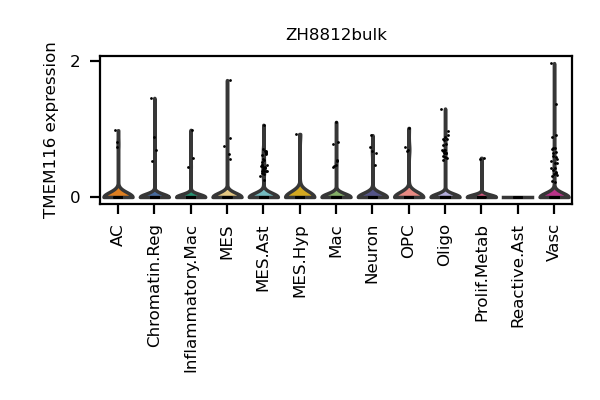 ZH8812bulk
TMEM116 expression
2
0
AC
Chromatin.Reg
Inflammatory.Mac
MES
MES.Ast
MES.Hyp
Mac
Neuron
OPC
Oligo
Prolif.Metab
Reactive.Ast
Vasc